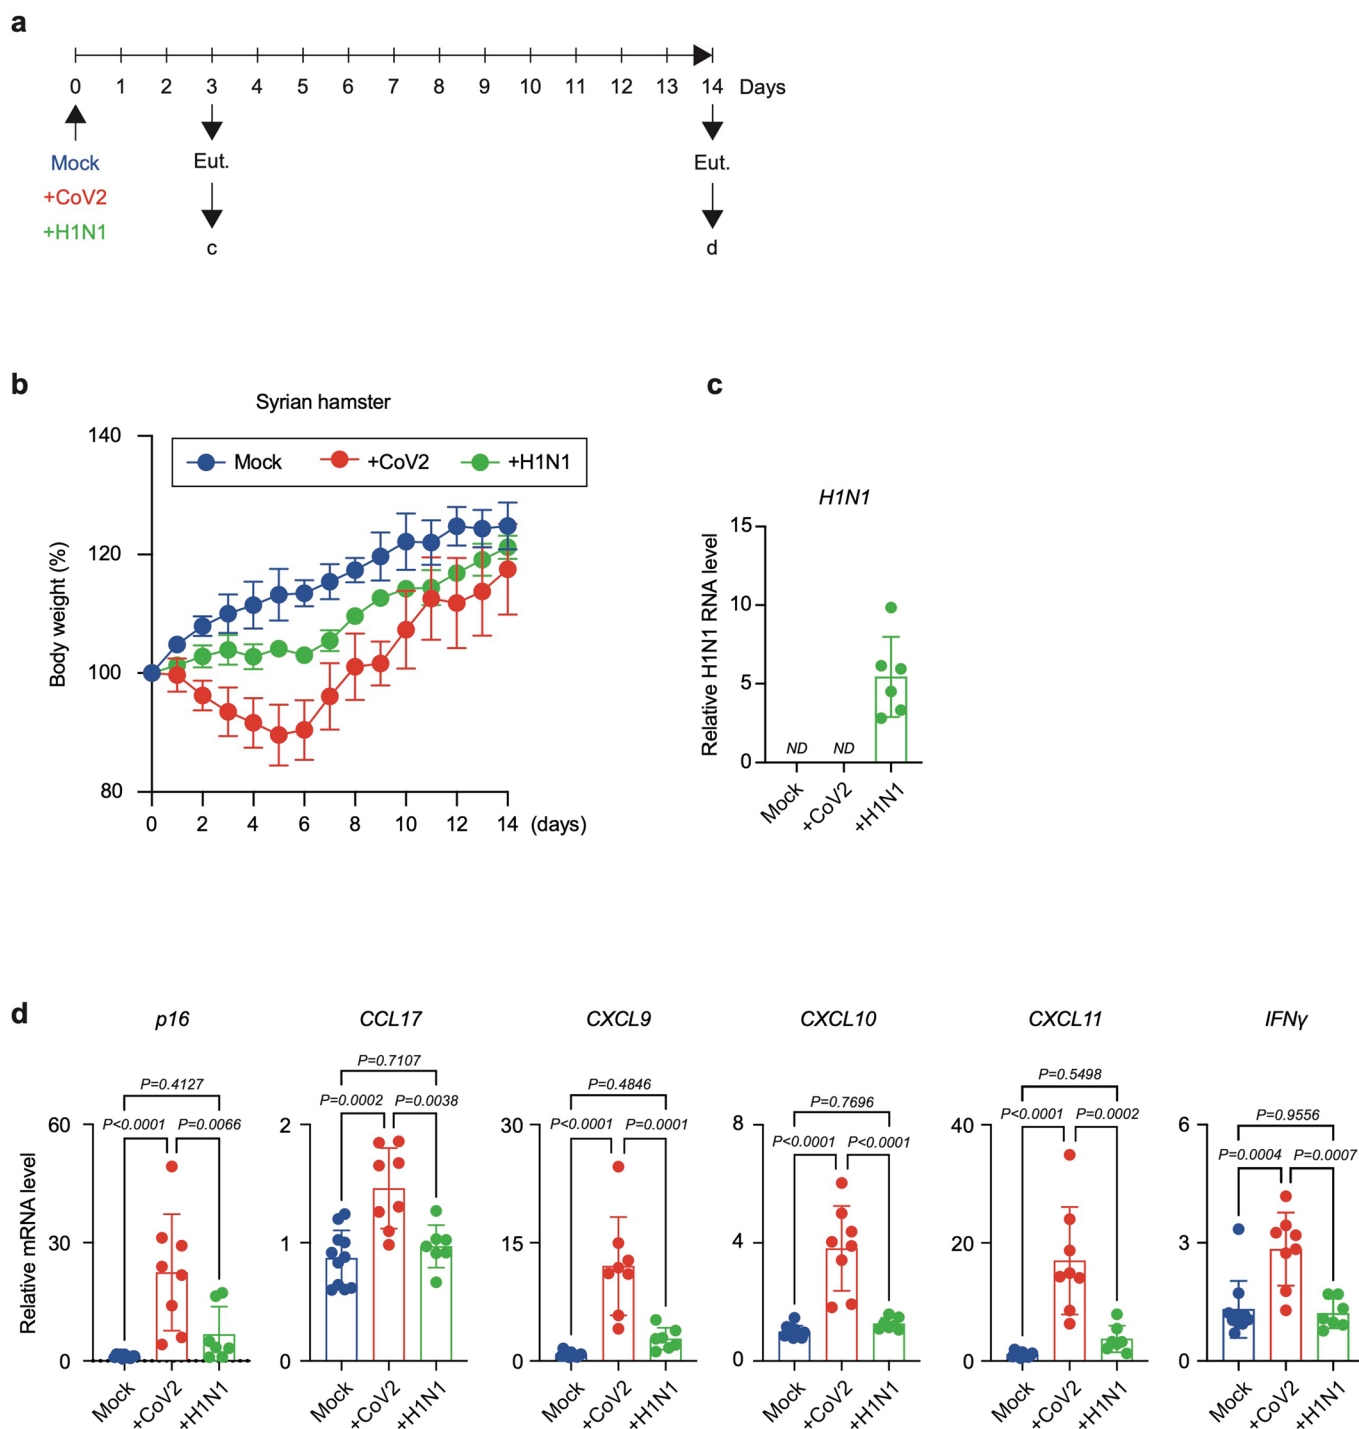 a
0 1 2 3 4 5 6 7 8 9 10 11 12 13 14 Days
Mock
+CoV2
+H1N1
Eut.
c
Eut.
d
b
Syrian hamster
Mock +CoV2 +H1N1
Body weight (%)
140
120
100
80
0 2 4 6 8 10 12 14 (days)
c
H1N1
Relative H1N1 RNA level
15
10
5
0
ND ND
Mock +CoV2 +H1N1
d
Relative mRNA level
p16
P=0.4127
P<0.0001 P=0.0066
60
30
0
Mock +CoV2 +H1N1
CCL17
P=0.7107
P=0.0002 P=0.0038
2
1
0
Mock +CoV2 +H1N1
CXCL9
P=0.4846
P<0.0001 P=0.0001
30
15
0
Mock +CoV2 +H1N1
CXCL10
P=0.7696
P<0.0001 P<0.0001
8
4
0
Mock +CoV2 +H1N1
CXCL11
P=0.5498
P<0.0001 P=0.0002
40
20
0
Mock +CoV2 +H1N1
IFNγ
P=0.9556
P=0.0004 P=0.0007
6
3
0
Mock +CoV2 +H1N1